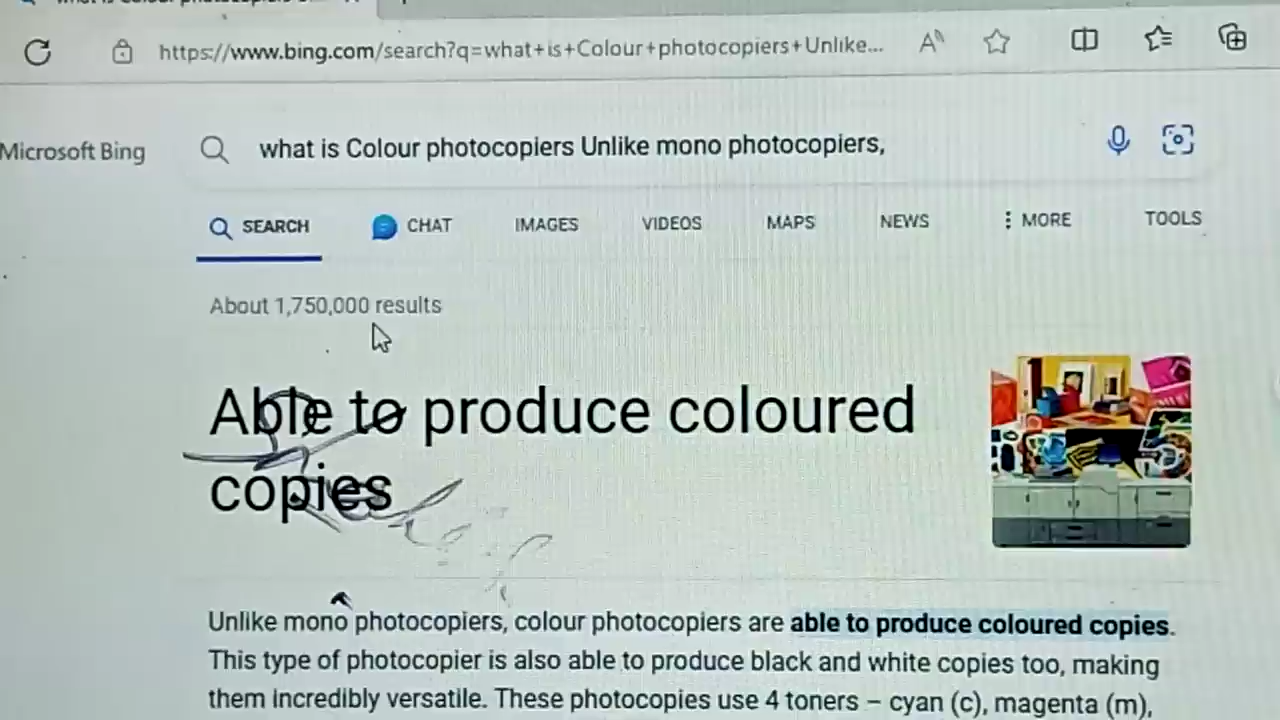 https://www.bing.com/search?q=what+is+Colour+photocopiers+Unlike...
Microsoft Bing
what is Colour photocopiers Unlike mono photocopiers,
SEARCH CHAT IMAGES VIDEOS MAPS NEWS MORE TOOLS
About 1,750,000 results
Able to produce coloured
copies
Unlike mono photocopiers, colour photocopiers are able to produce coloured copies.
This type of photocopier is also able to produce black and white copies too, making
them incredibly versatile. These photocopies use 4 toners – cyan (c), magenta (m),